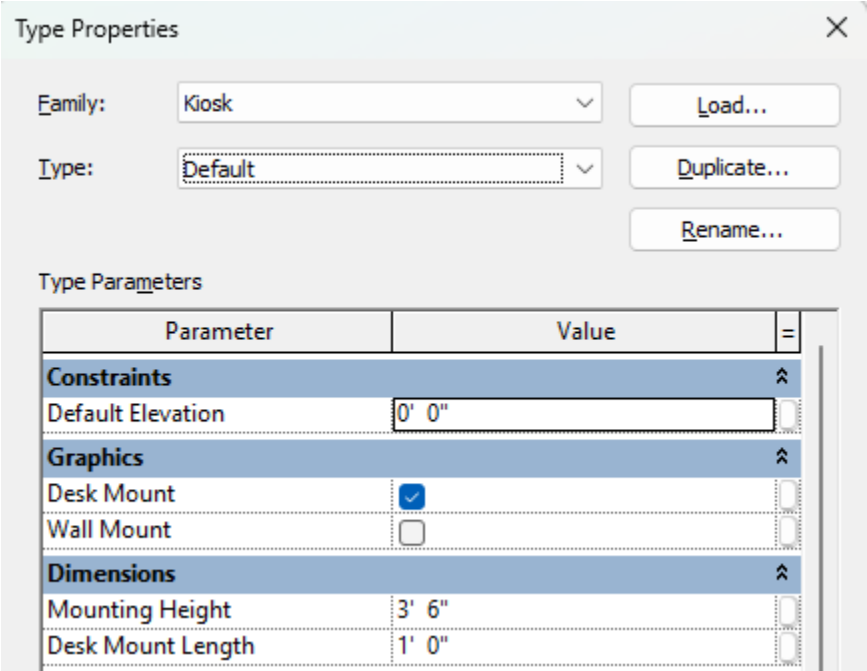 Type Properties
Family: Kiosk Load...
Type: Default Duplicate...
Rename...
Type Parameters
Parameter Value =
Constraints
Default Elevation 0' 0"
Graphics
Desk Mount
Wall Mount
Dimensions
Mounting Height 3' 6"
Desk Mount Length 1' 0"